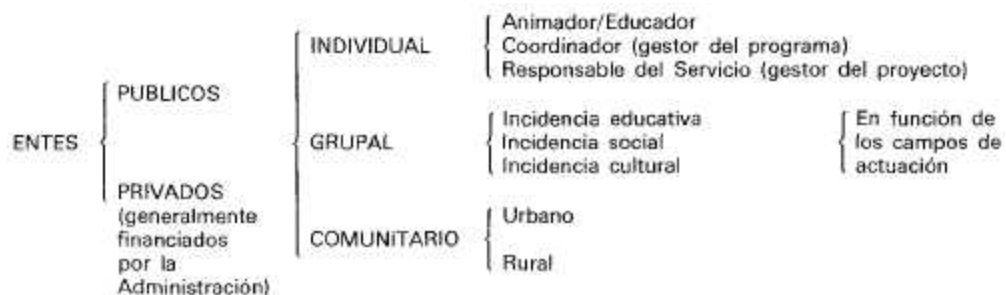 ENTES
PUBLICOS
PRIVADOS
(generalmente
financiados
por la
Administración)
INDIVIDUAL
Animador/Educador
Coordinador (gestor del programa)
Responsable del Servicio (gestor del proyecto)
GRUPAL
Incidencia educativa
Incidencia social
Incidencia cultural
En función de
los campos de
actuación
COMUNITARIO
Urbano
Rural